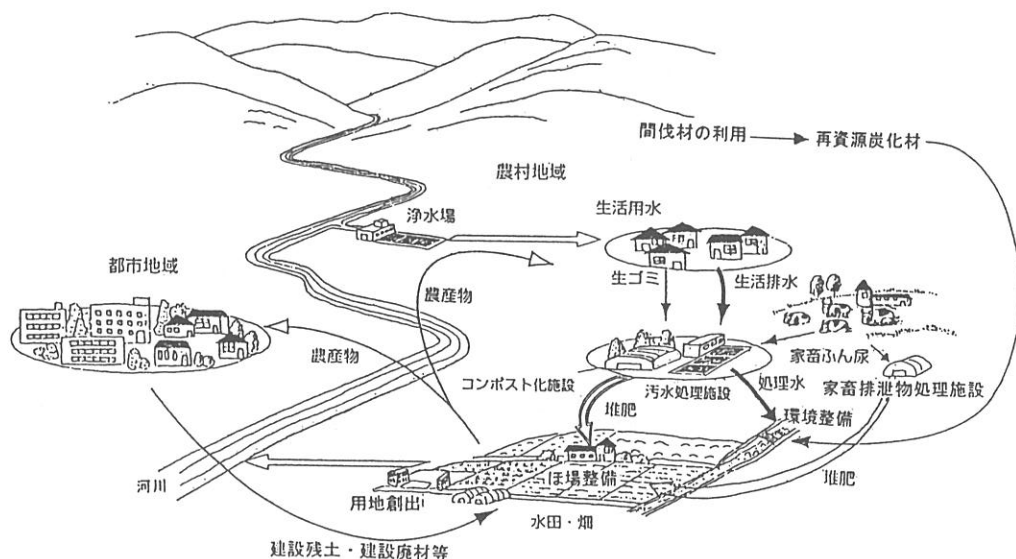 間伐材の利用
再資源炭化材
農村地域
生活用水
浄水場
都市地域
生ゴミ
生活排水
農産物
農産物
家畜ふん尿
コンポスト化施設
汚水処理施設
処理水
家畜排泄物処理施設
堆肥
環境整備
ほ場整備
堆肥
河川
用地創出
水田・畑
建設残土・建設廃材等